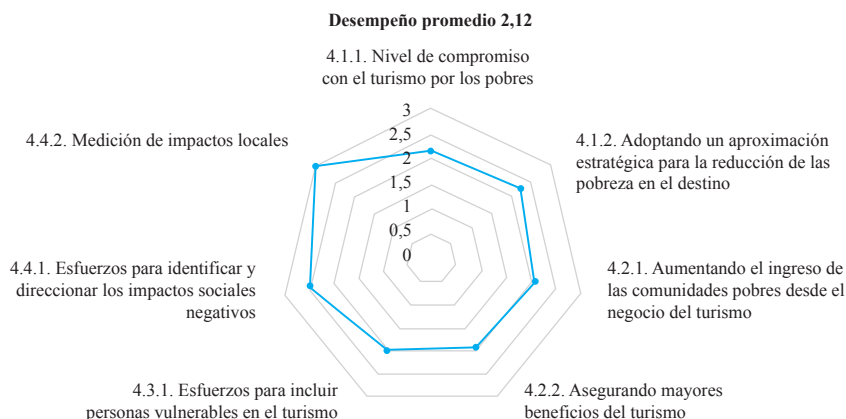 Desempeño promedio 2,12
4.1.1. Nivel de compromiso
con el turismo por los pobres
3
2,5
2
1,5
1
0,5
0
4.1.2. Adoptando un aproximación
estratégica para la reducción de las
pobreza en el destino
4.2.1. Aumentando el ingreso de
las comunidades pobres desde el
negocio del turismo
4.2.2. Asegurando mayores
beneficios del turismo
4.3.1. Esfuerzos para incluir
personas vulnerables en el turismo
4.4.1. Esfuerzos para identificar y
direccionar los impactos sociales
negativos
4.4.2. Medición de impactos locales